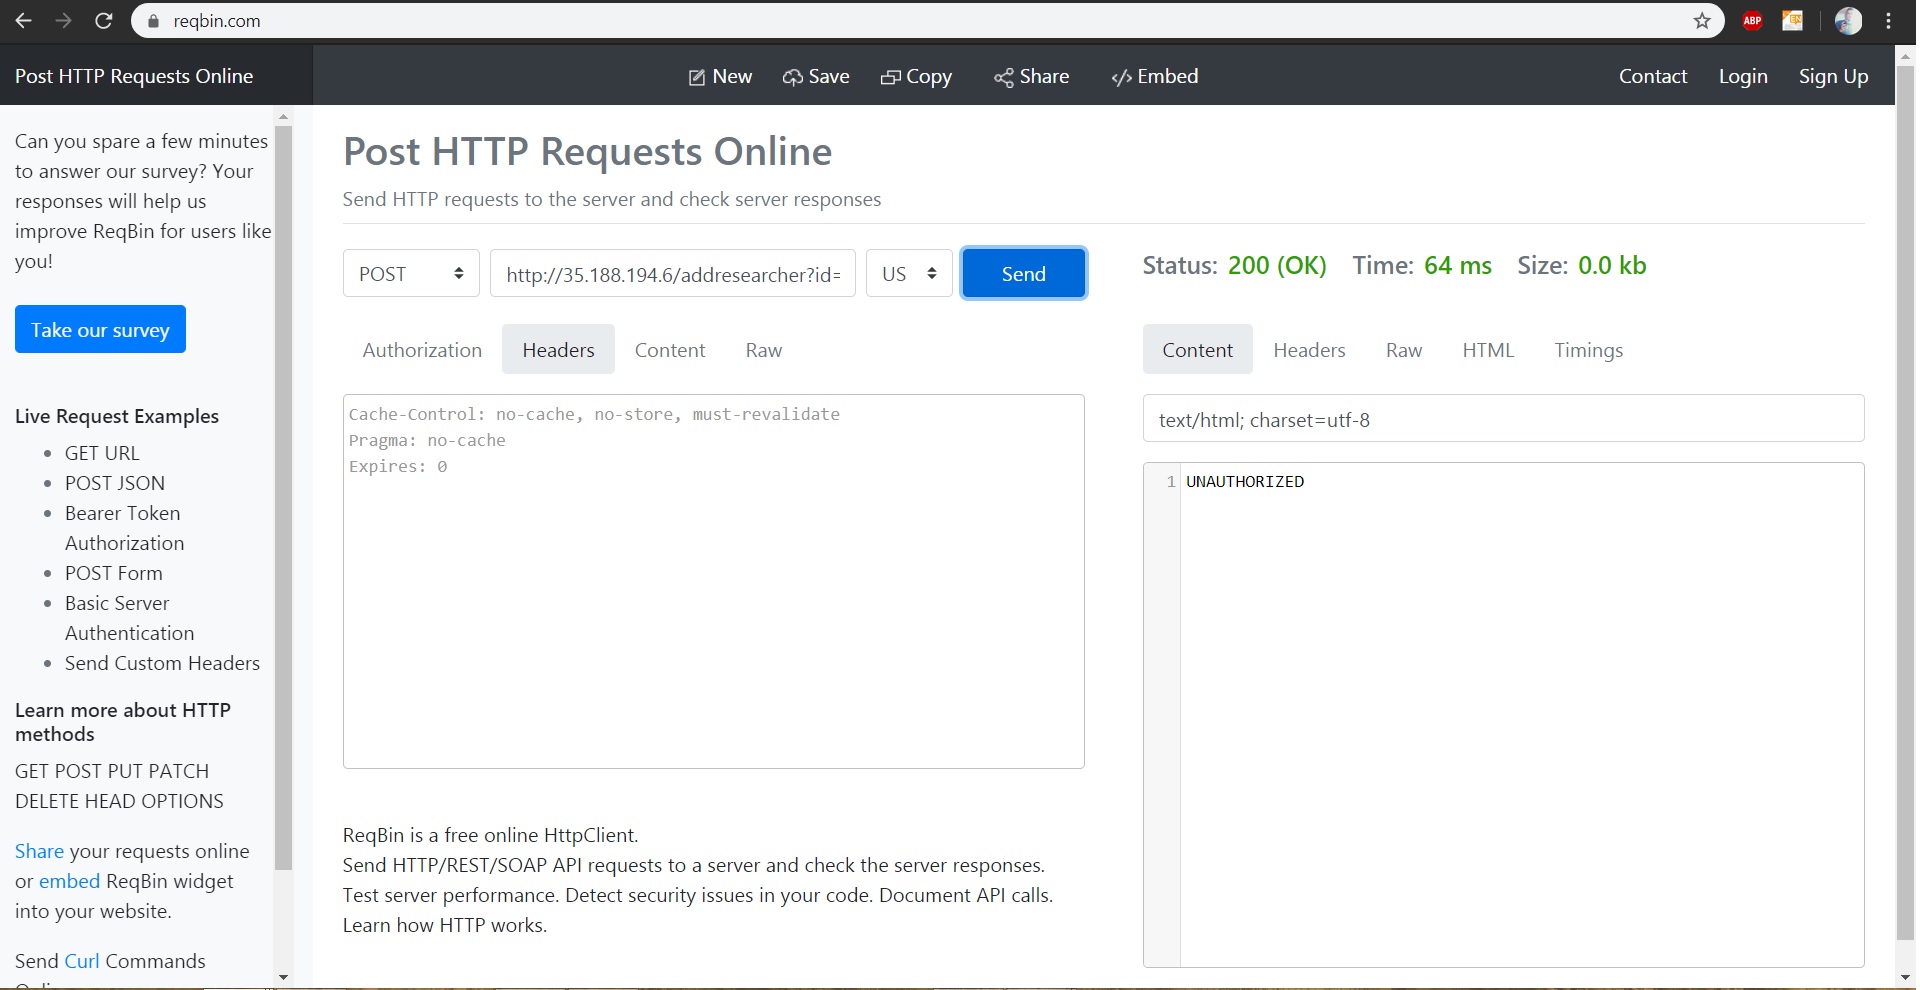 reqbin.com
ABP
EN
Post HTTP Requests Online
New
Save
Copy
Share
Embed
Contact
Login
Sign Up
Can you spare a few minutes
to answer our survey? Your
responses will help us
improve ReqBin for users like
you!
Take our survey
Live Request Examples
GET URL
POST JSON
Bearer Token
Authorization
POST Form
Basic Server
Authentication
Send Custom Headers
Learn more about HTTP
methods
GET POST PUT PATCH
DELETE HEAD OPTIONS
Share your requests online
or embed ReqBin widget
into your website.
Send Curl Commands
Post HTTP Requests Online
Send HTTP requests to the server and check server responses
POST
http://35.188.194.6/addresearcher?id=
US
Send
Authorization
Headers
Content
Raw
Cache-Control: no-cache, no-store, must-revalidate
Pragma: no-cache
Expires: 0
ReqBin is a free online HttpClient.
Send HTTP/REST/SOAP API requests to a server and check the server responses.
Test server performance. Detect security issues in your code. Document API calls.
Learn how HTTP works.
Status: 200 (OK) Time: 64 ms Size: 0.0 kb
Content
Headers
Raw
HTML
Timings
text/html; charset=utf-8
1 UNAUTHORIZED